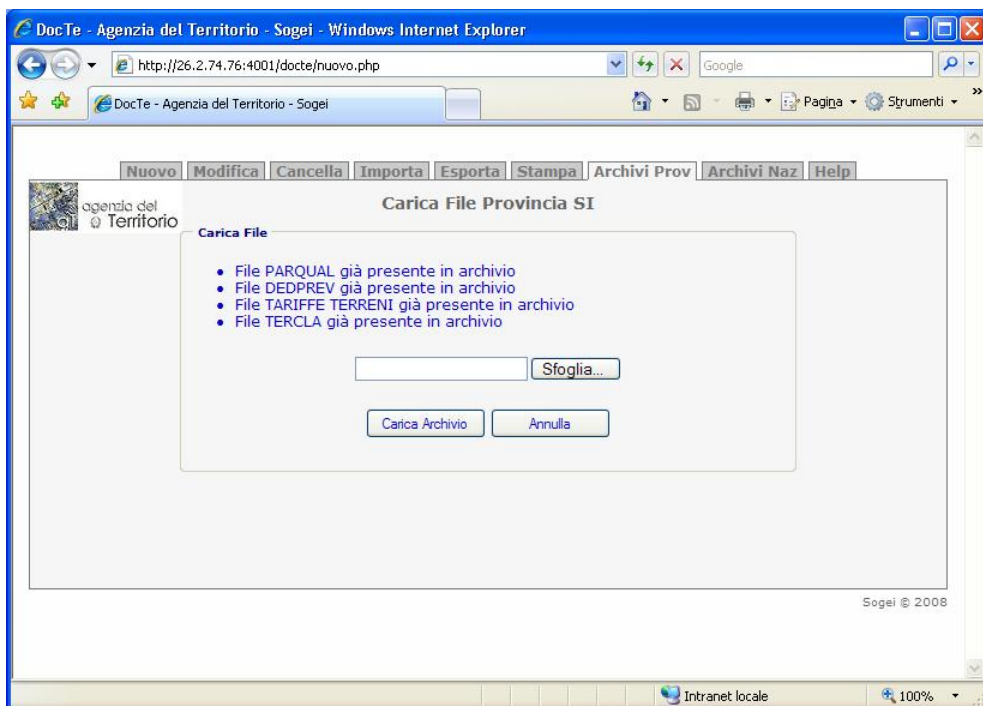 DocTe - Agenzia del Territorio - Sogei - Windows Internet Explorer
http://26.2.74.76:4001/docte/nuovo.php
Google
DocTe - Agenzia del Territorio - Sogei
Pagina
Strumenti
»
Nuovo Modifica Cancella Importa Esporta Stampa Archivi Prov Archivi Naz Help
agenzia del
Territorio
Carica File Provincia SI
Carica File
• File PARQUAL già presente in archivio
• File DEDPREV già presente in archivio
• File TARIFFE TERRENI già presente in archivio
• File TERCLA già presente in archivio
Sfoglia...
Carica Archivio
Annulla
Sogei © 2008
Intranet locale
100%